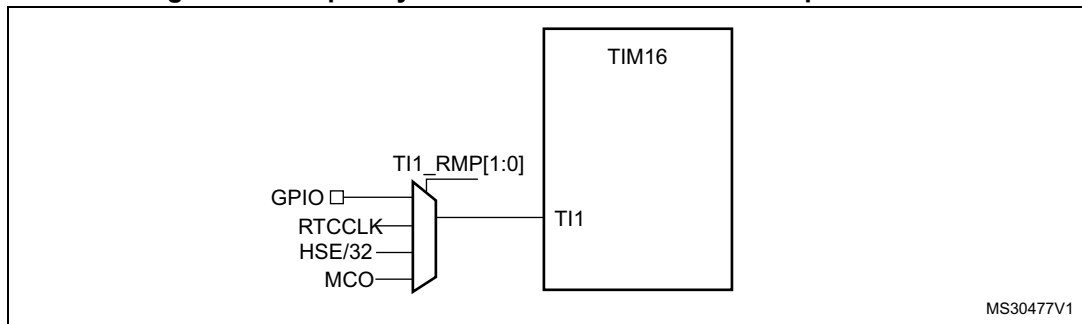 TIM16
TI1_RMP[1:0]
GPIO
TI1
RTCCLK
HSE/32
MCO
MS30477V1